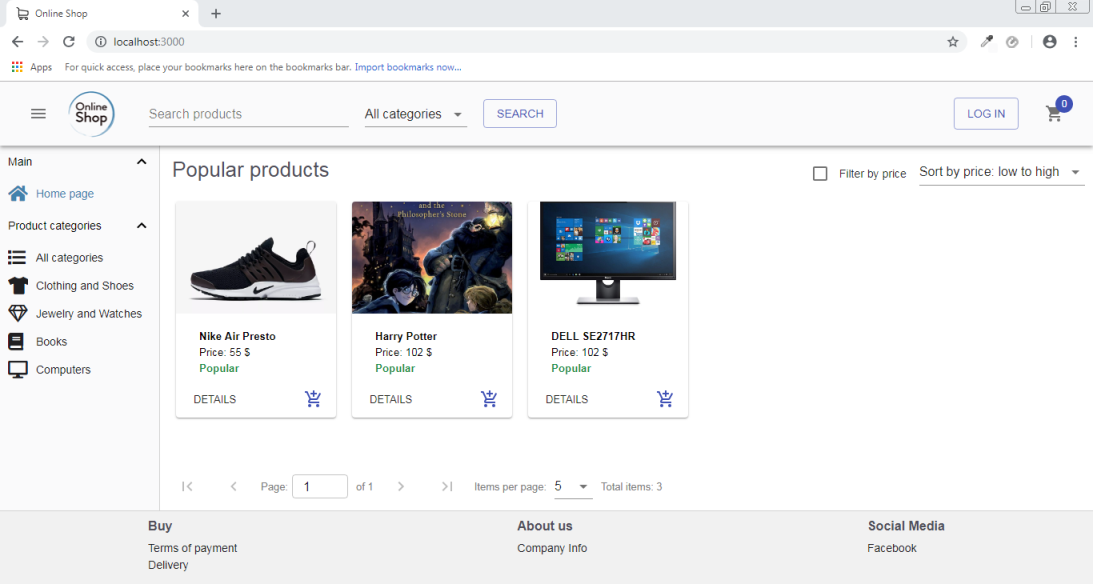 Online Shop
localhost:3000
Apps For quick access, place your bookmarks here on the bookmarks bar. Import bookmarks now...
Online
Shop
Search products
All categories
SEARCH
LOG IN
0
Main
Home page
Product categories
All categories
Clothing and Shoes
Jewelry and Watches
Books
Computers
Popular products
Filter by price
Sort by price: low to high
Nike Air Presto
Price: 55 $
Popular
DETAILS
and the
Philosopher's Stone
Harry Potter
Price: 102 $
Popular
DETAILS
DELL SE2717HR
Price: 102 $
Popular
DETAILS
Page: 1 of 1
Items per page: 5
Total items: 3
Buy
Terms of payment
Delivery
About us
Company Info
Social Media
Facebook